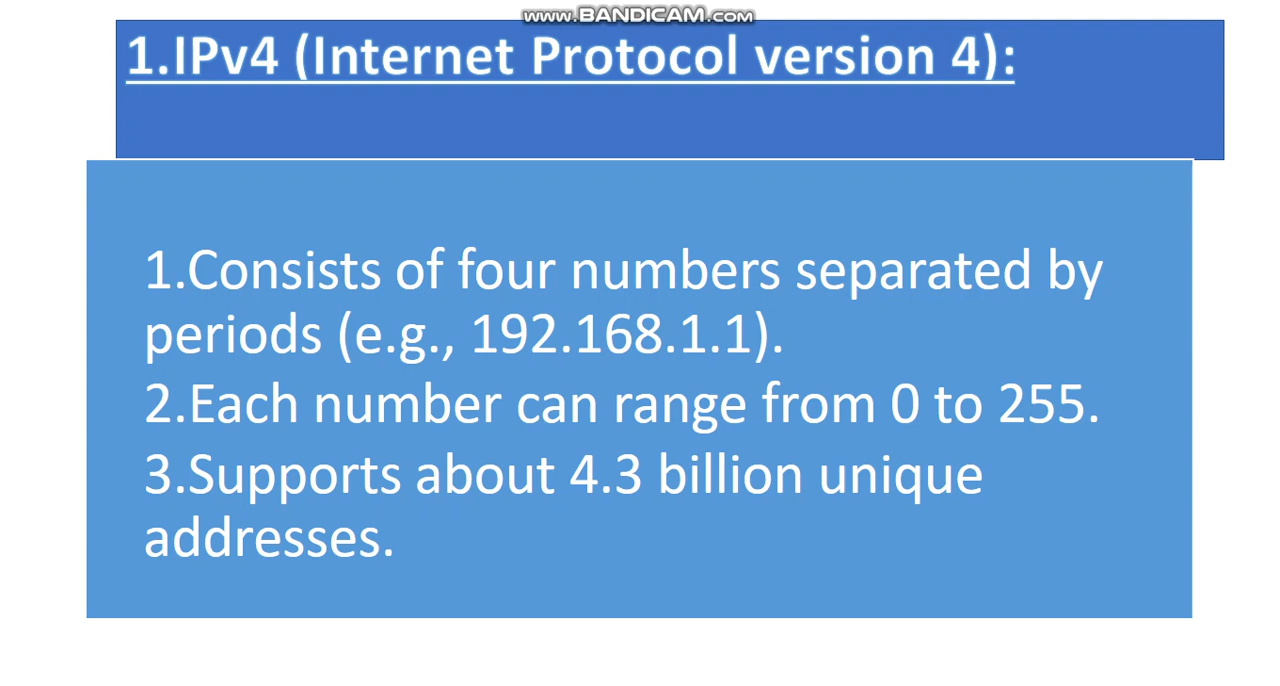 www.BANDICAM.com
1.IPv4 (Internet Protocol version 4):
1.Consists of four numbers separated by
periods (e.g., 192.168.1.1).
2.Each number can range from 0 to 255.
3.Supports about 4.3 billion unique
addresses.